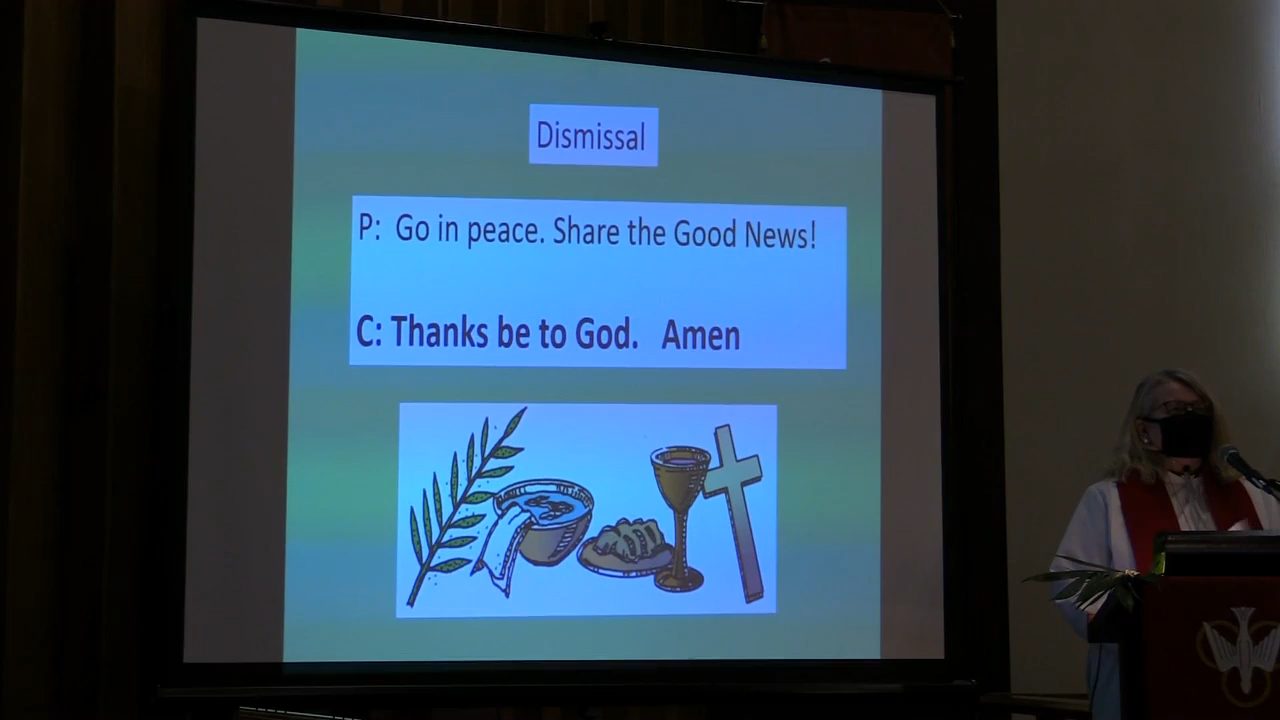 Dismissal
P: Go in peace. Share the Good News!
C: Thanks be to God. Amen